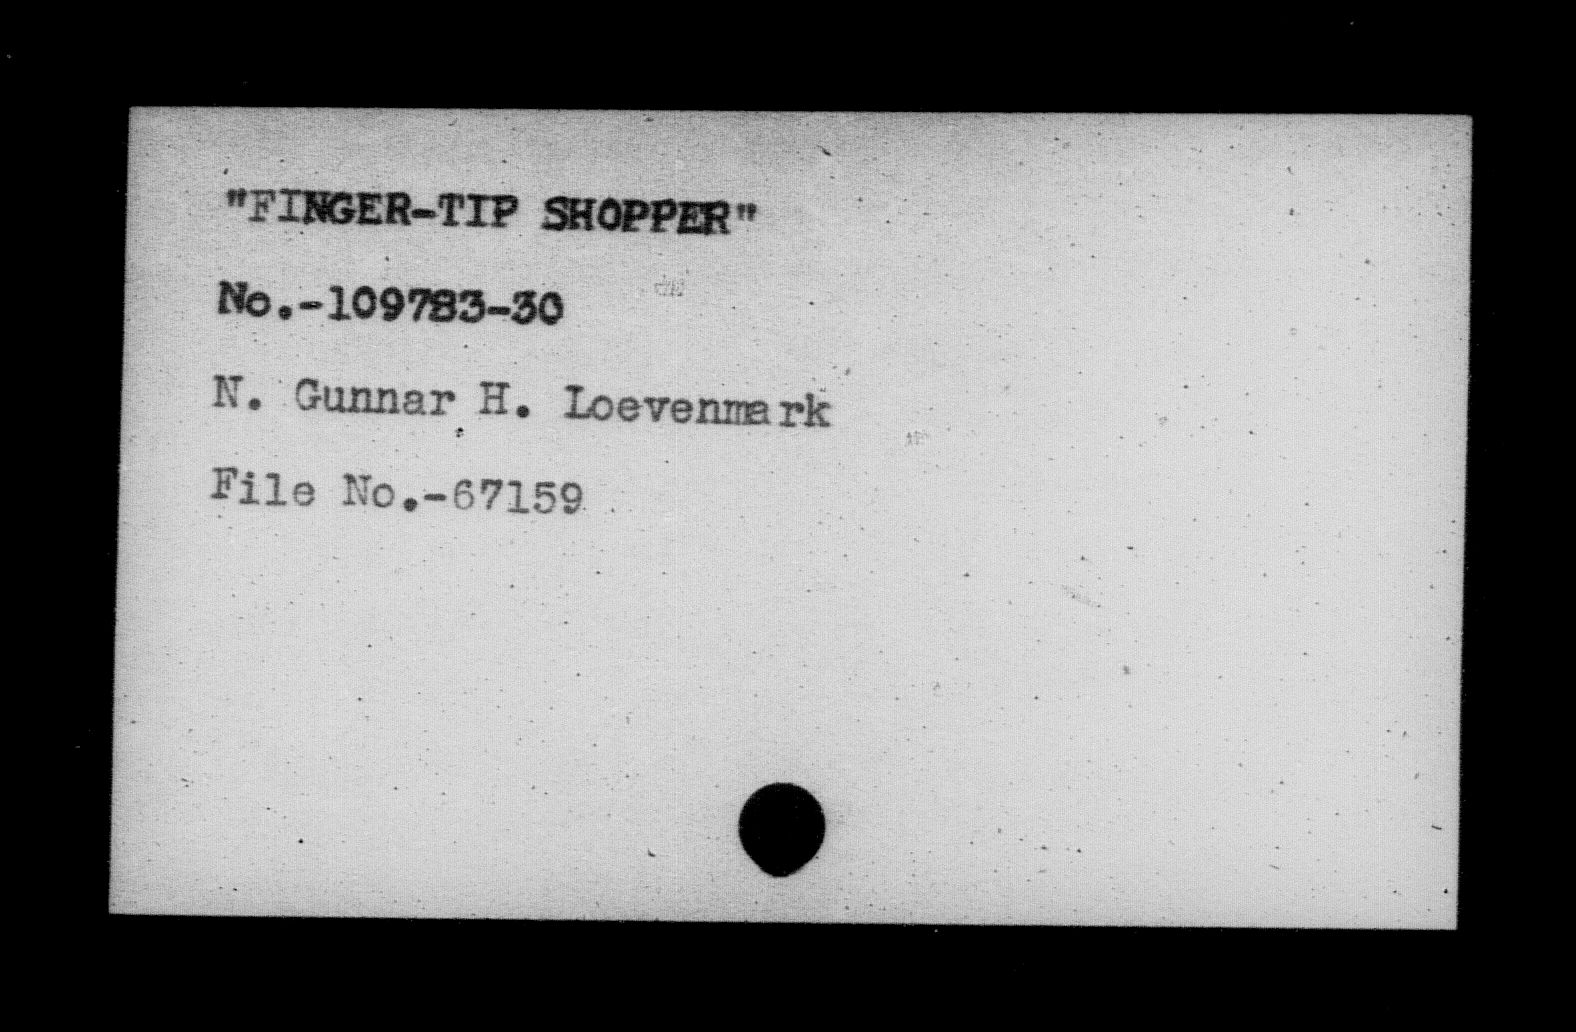 "FINGER-TIP SHOPPER"
No.-109783-30
N. Gunnar H. Loevenmark
File No.-67159